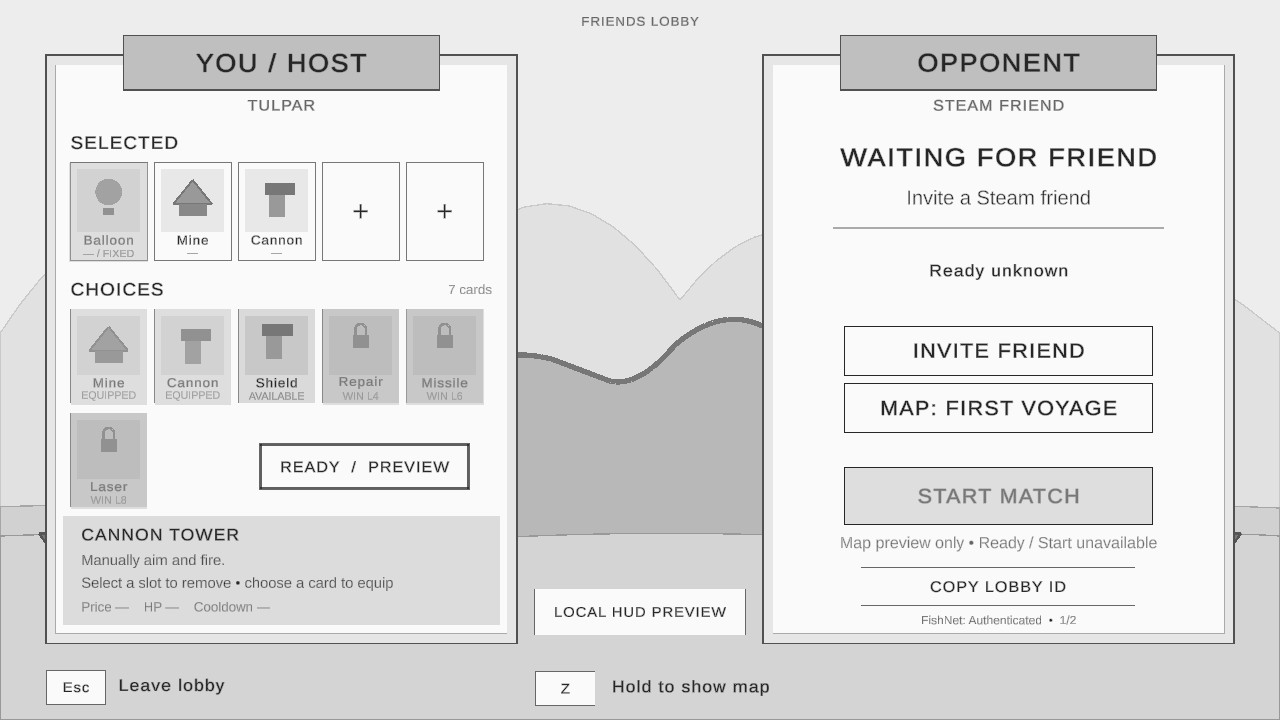 FRIENDS LOBBY
YOU / HOST
TULPAR
SELECTED
Balloon
— / FIXED
Mine
—
Cannon
—
+
+
CHOICES
7 cards
Mine
EQUIPPED
Cannon
EQUIPPED
Shield
AVAILABLE
Repair
WIN L4
Missile
WIN L6
Laser
WIN L8
READY / PREVIEW
CANNON TOWER
Manually aim and fire.
Select a slot to remove • choose a card to equip
Price — HP — Cooldown —
OPPONENT
STEAM FRIEND
WAITING FOR FRIEND
Invite a Steam friend
Ready unknown
INVITE FRIEND
MAP: FIRST VOYAGE
START MATCH
Map preview only • Ready / Start unavailable
COPY LOBBY ID
FishNet: Authenticated • 1/2
LOCAL HUD PREVIEW
Esc Leave lobby
Z Hold to show map